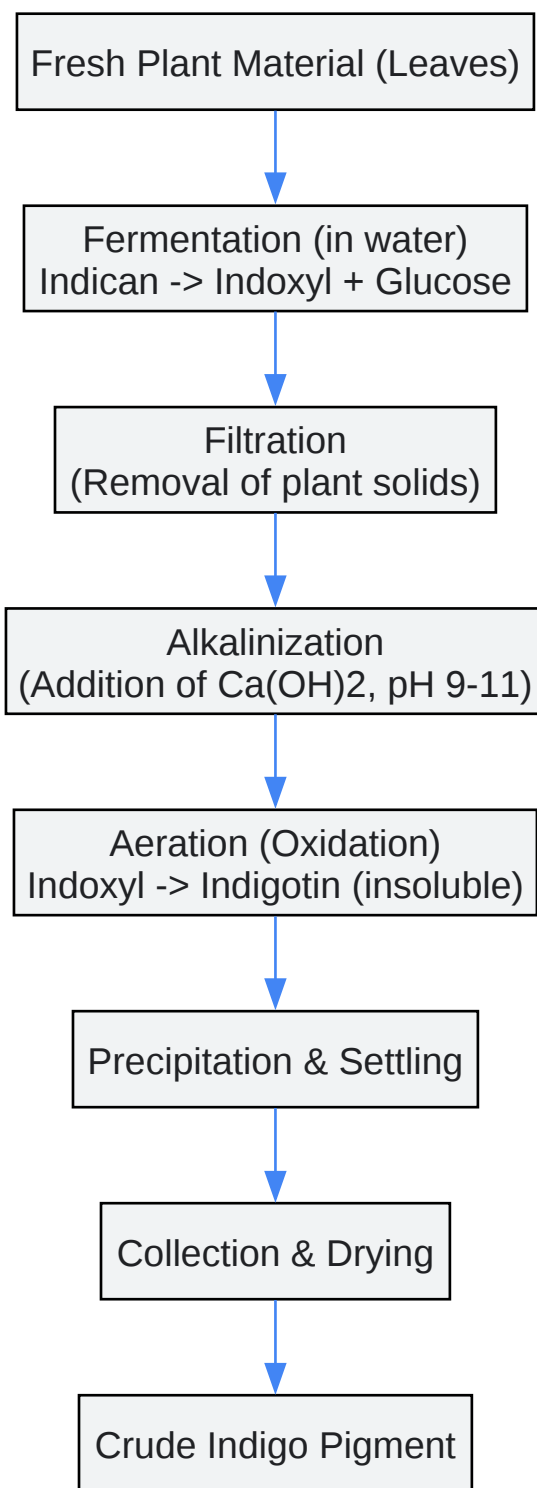 Fresh Plant Material (Leaves)
Fermentation (in water)
Indican -> Indoxyl + Glucose
Filtration
(Removal of plant solids)
Alkalinization
(Addition of Ca(OH)2, pH 9-11)
Aeration (Oxidation)
Indoxyl -> Indigotin (insoluble)
Precipitation & Settling
Collection & Drying
Crude Indigo Pigment